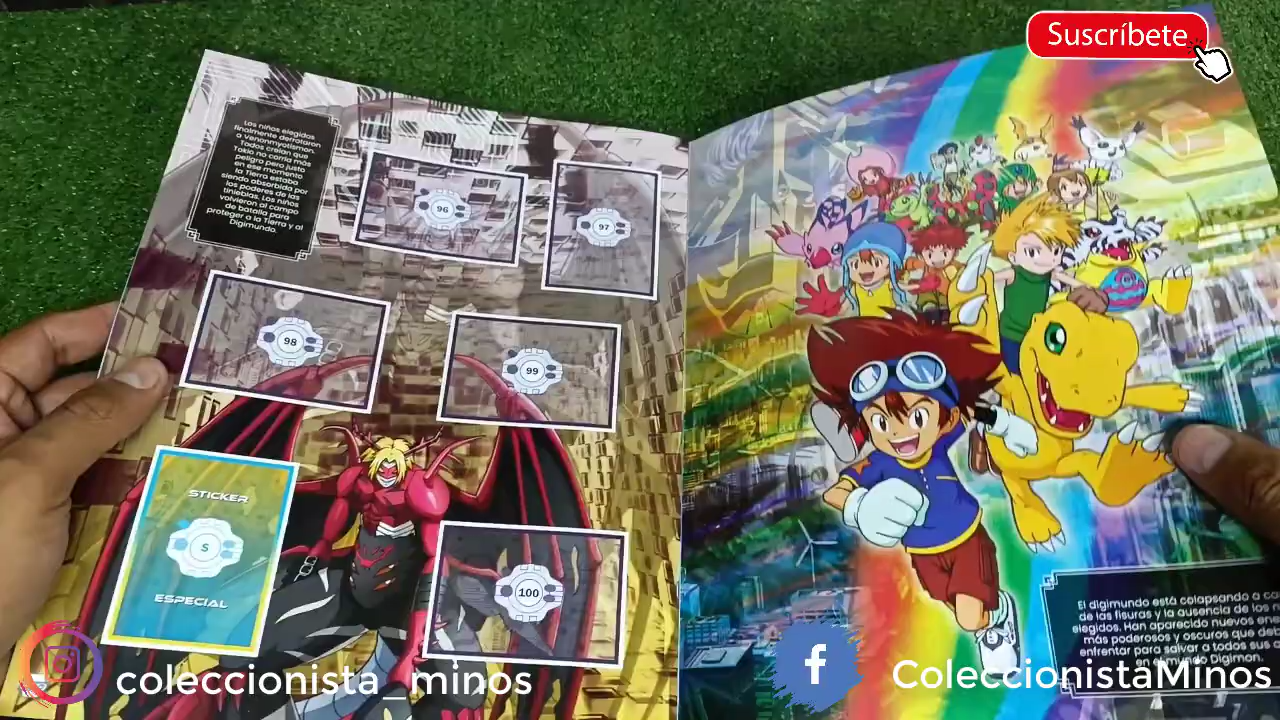 Suscríbete
Los niños elegidos
finalmente derrotaron
a Venonmyotismon.
Todos creían que
Tokio no corría más
peligro pero justo
en ese momento
la Tierra estaba
siendo absorbida por
los poderes de las
tinieblas. Los niños
volvieron al campo
de batalla para
proteger a la Tierra y al
Digimundo.
96
97
98
99
STICKER
S
ESPECIAL
100
El digimundo está colapsando a
de las fisuras y la ausencia de los
elegidos. Han aparecido nuevos
más poderosos y oscuros que
enfrentar para salvar a todos sus
en el mundo Digimon.
coleccionista_minos
f
ColeccionistaMinos